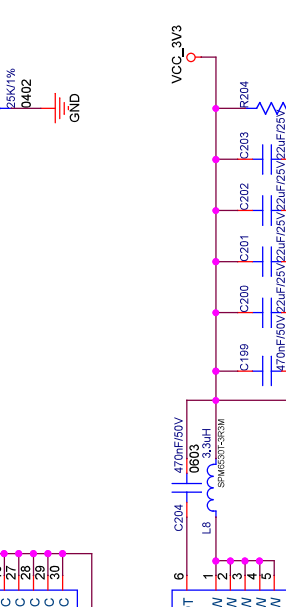 VCC_3V3
25K/1%
0402
GND
R204
C203
22uF/25V
C202
22uF/25V
C201
22uF/25V
C200
22uF/25V
C199
470nF/50V
C204
470nF/50V
0603
L8
3.3uH
SPM6530T-3R3M
27
28
29
30
C
C
C
C
C
6
1
2
3
4
5